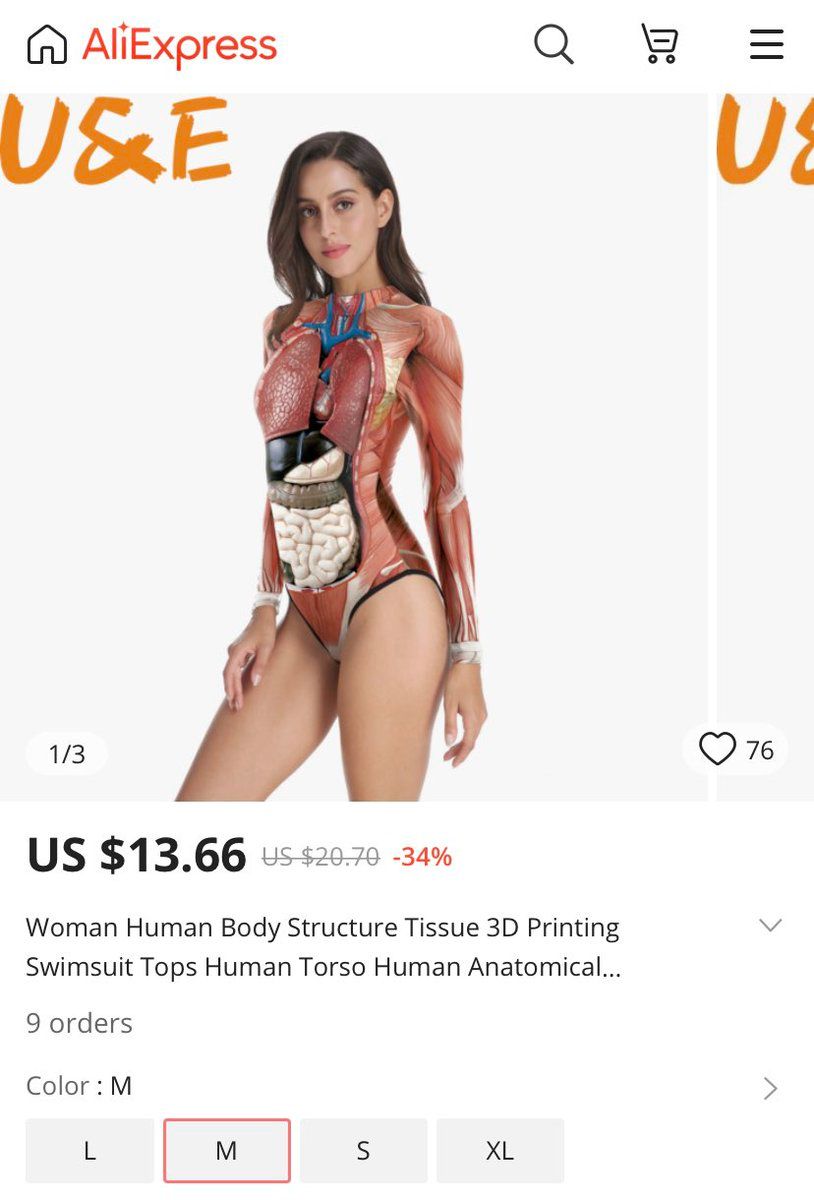 AliExpress
U&E
U&
1/3
76
US $13.66 US $20.70 -34%
Woman Human Body Structure Tissue 3D Printing
Swimsuit Tops Human Torso Human Anatomical...
9 orders
Color : M
L M S XL